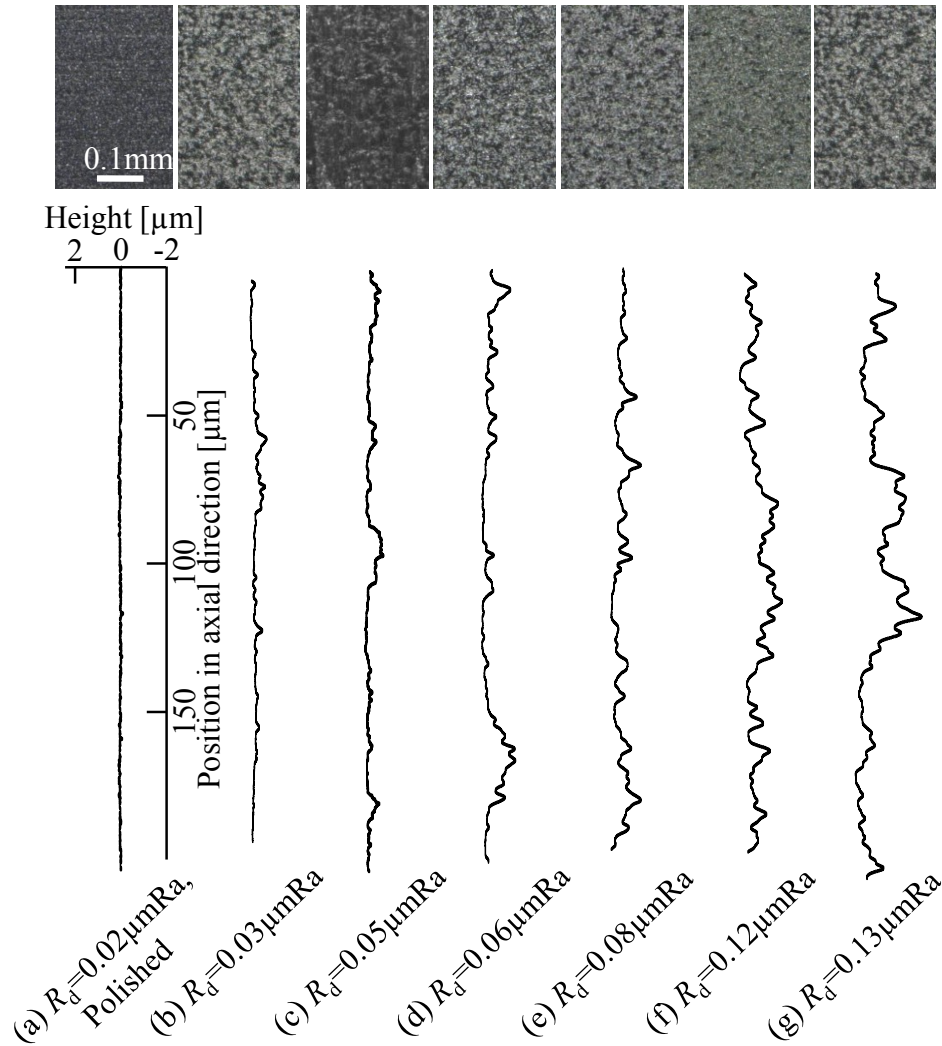 0.1mm
Height [µm]
2 0 -2
50
100
150
Position in axial direction [µm]
(a) Rd=0.02µmRa,
Polished
(b) Rd=0.03µmRa
(c) Rd=0.05µmRa
(d) Rd=0.06µmRa
(e) Rd=0.08µmRa
(f) Rd=0.12µmRa
(g) Rd=0.13µmRa